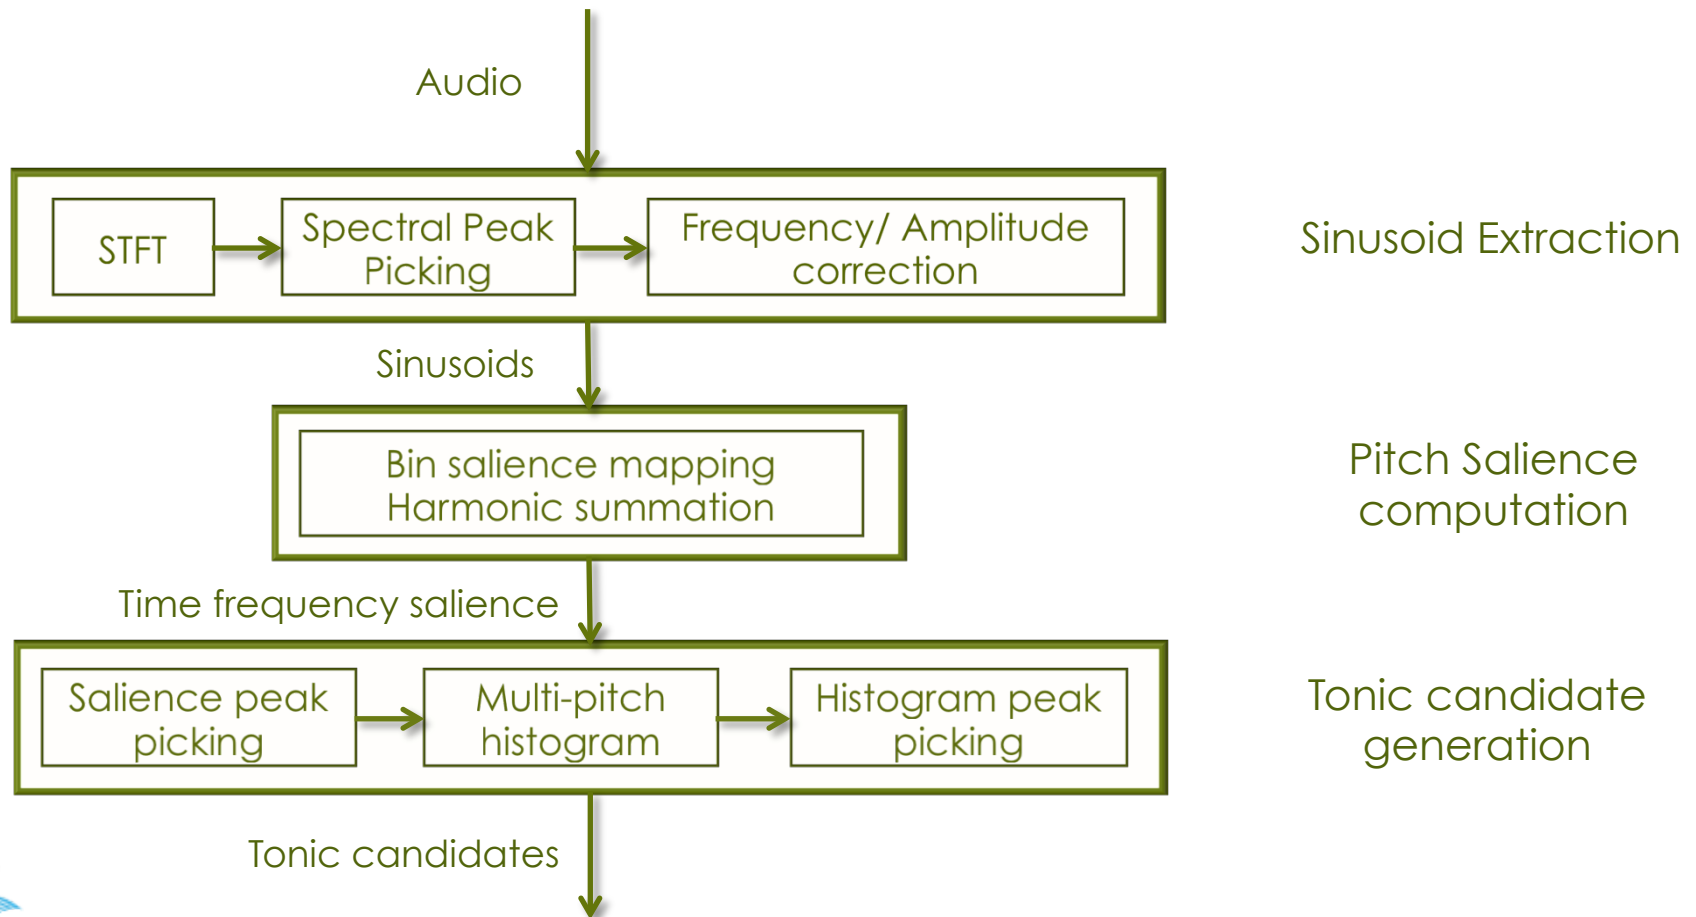 Audio
STFT
Spectral Peak
Picking
Frequency/ Amplitude
correction
Sinusoid Extraction
Sinusoids
Bin salience mapping
Harmonic summation
Pitch Salience
computation
Time frequency salience
Salience peak
picking
Multi-pitch
histogram
Histogram peak
picking
Tonic candidate
generation
Tonic candidates